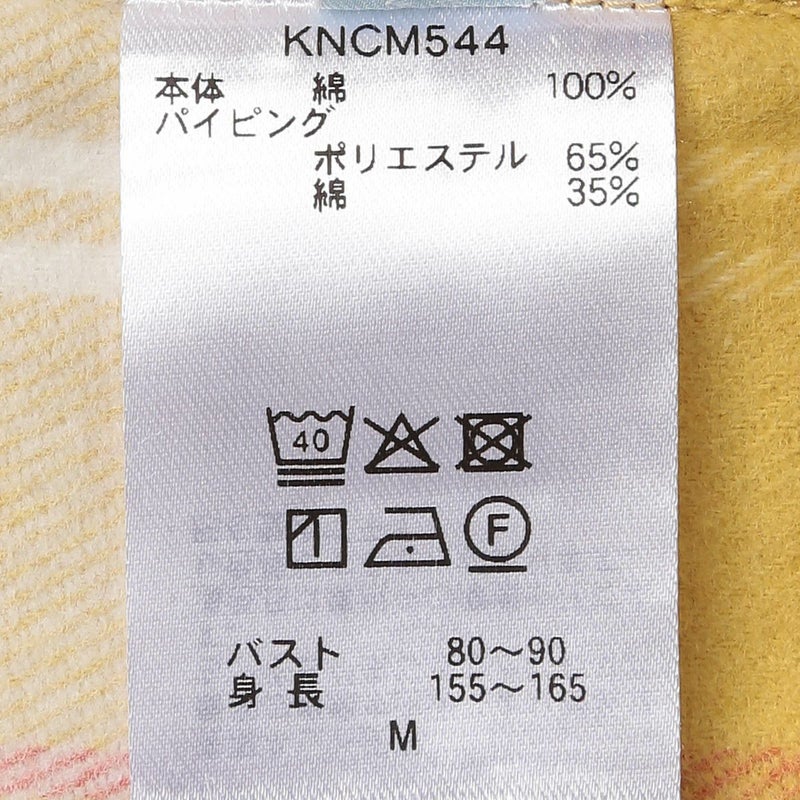 KNCM544
本体 綿 100%
パイピング
ポリエステル 65%
綿 35%
40
F
バスト 80～90
身長 155～165
M